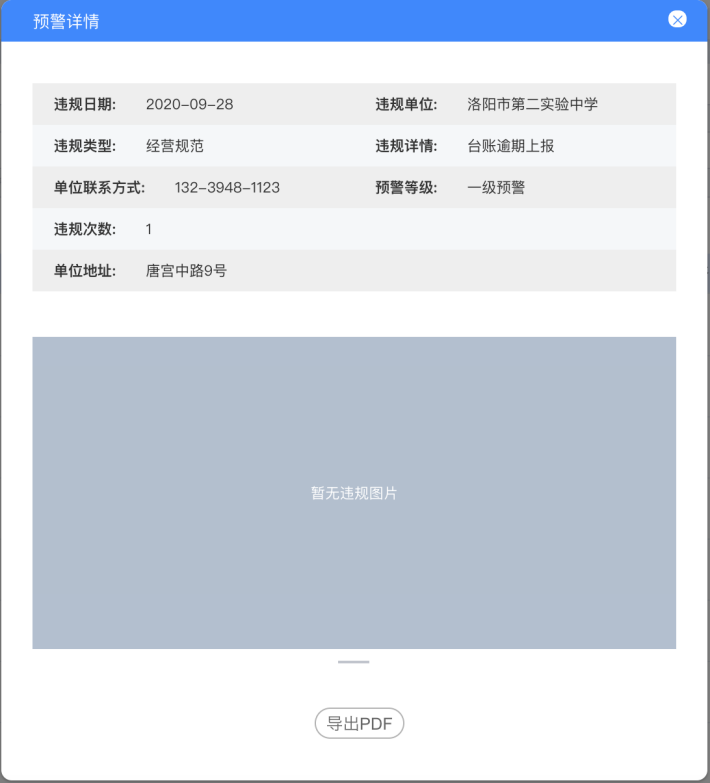 预警详情
违规日期: 2020-09-28 违规单位: 洛阳市第二实验中学
违规类型: 经营规范 违规详情: 台账逾期上报
单位联系方式: 132-3948-1123 预警等级: 一级预警
违规次数: 1
单位地址: 唐宫中路9号
暂无违规图片
导出PDF